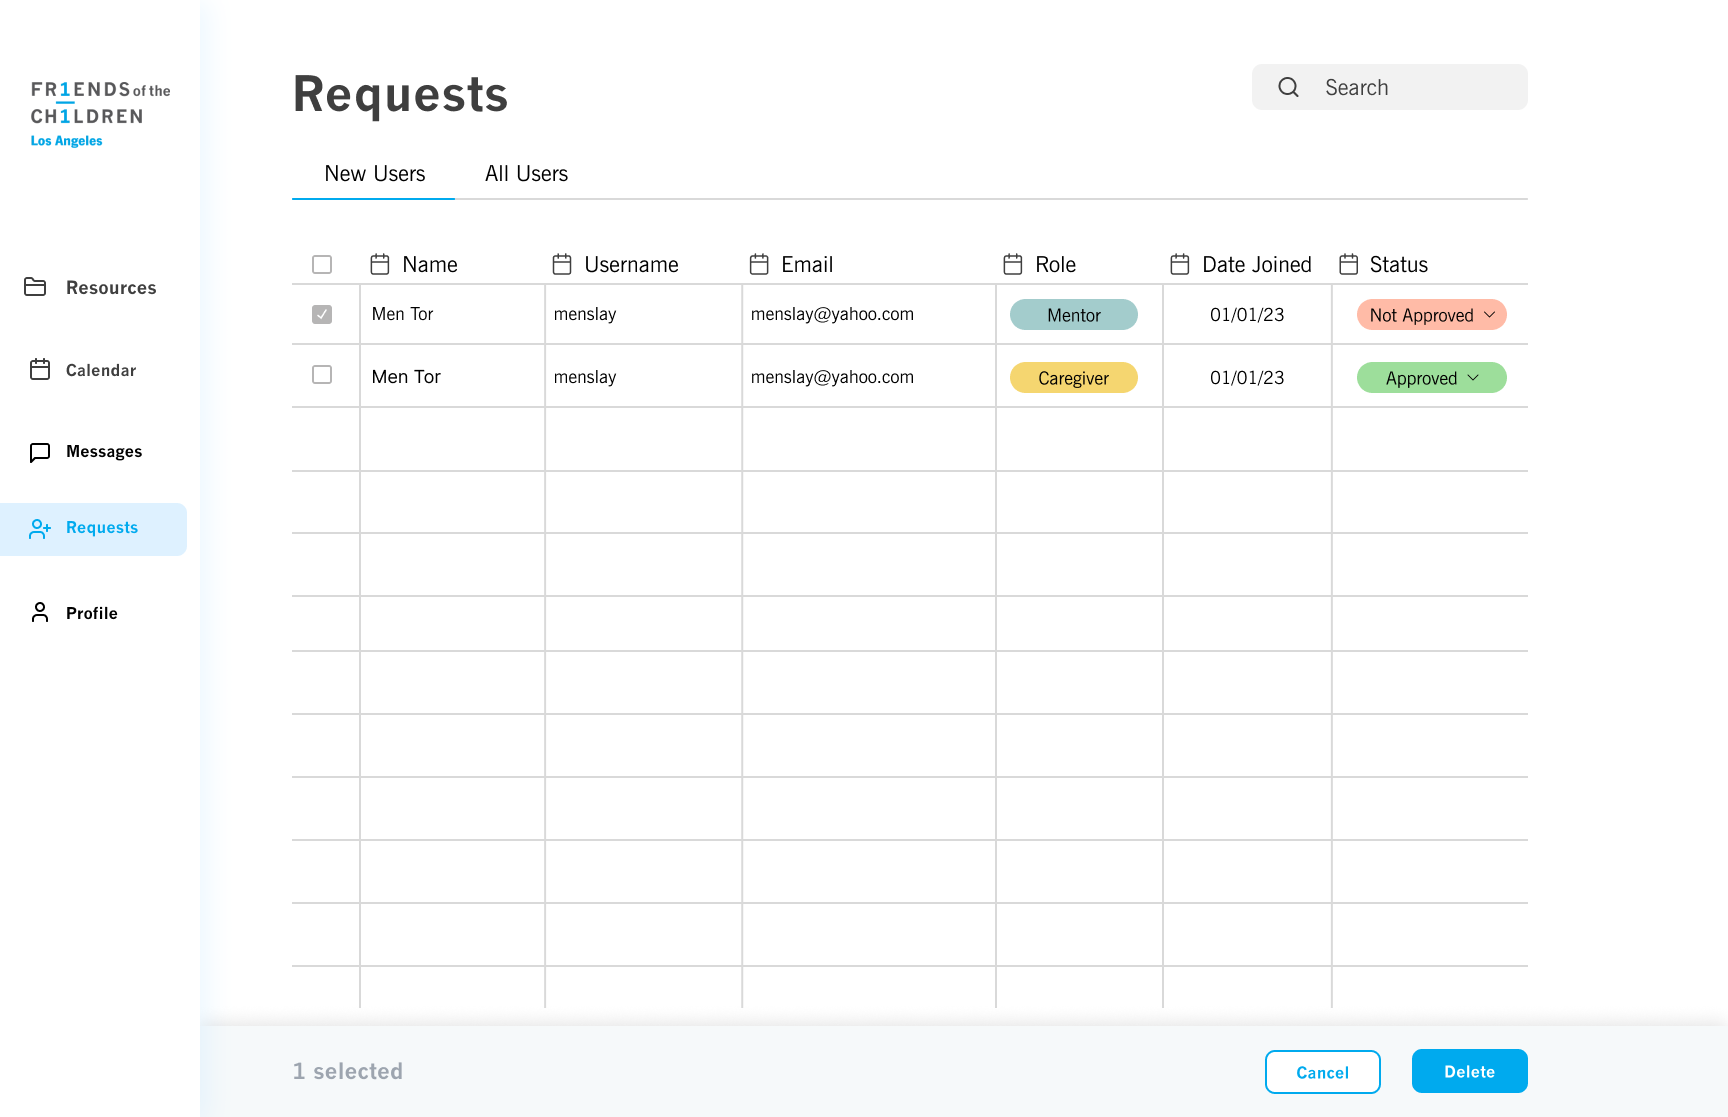 FR1ENDS of the
CH1LDREN
Los Angeles
Resources
Calendar
Messages
Requests
Profile
Requests
Search
New Users All Users
Name Username Email Role Date Joined Status
Men Tor menslay menslay@yahoo.com Mentor 01/01/23 Not Approved
Men Tor menslay menslay@yahoo.com Caregiver 01/01/23 Approved
1 selected Cancel Delete